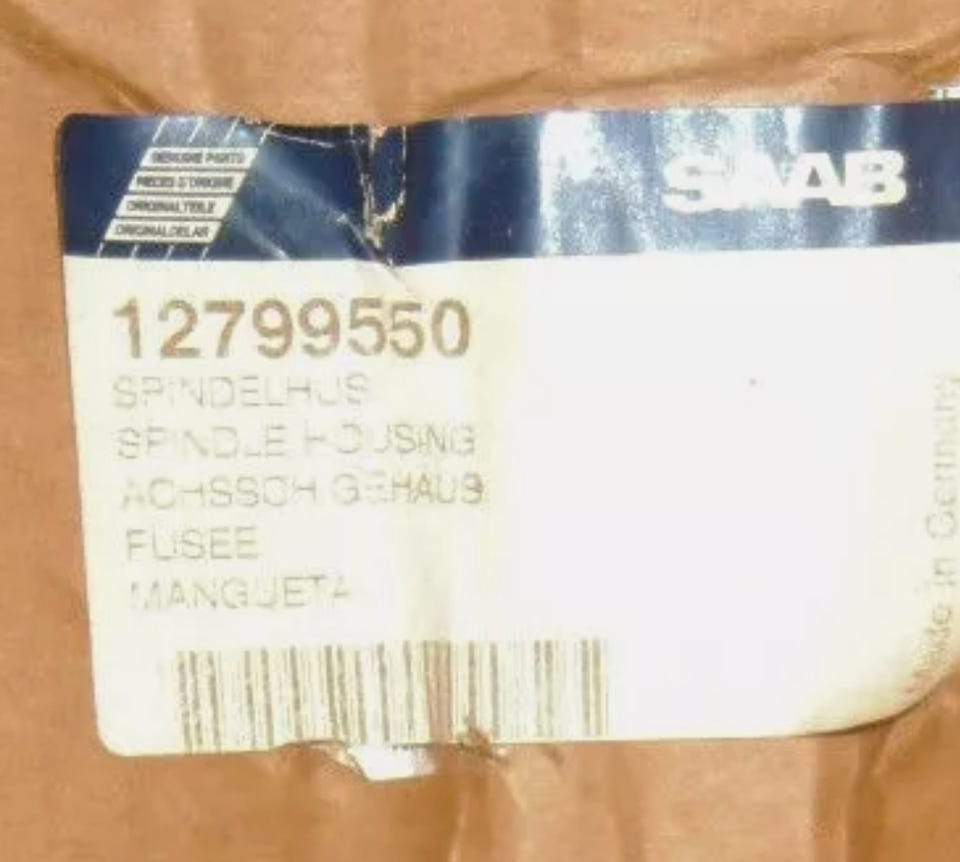 GENUINE PARTS
PIECES D'ORIGINE
ORIGINALTEILE
ORIGINALDELAR
SAAB
12799550
SPINDELHUS
SPINDLE HOUSING
ACHSSCH GEHAUS
FUSEE
MANGUETA
Made in Germany